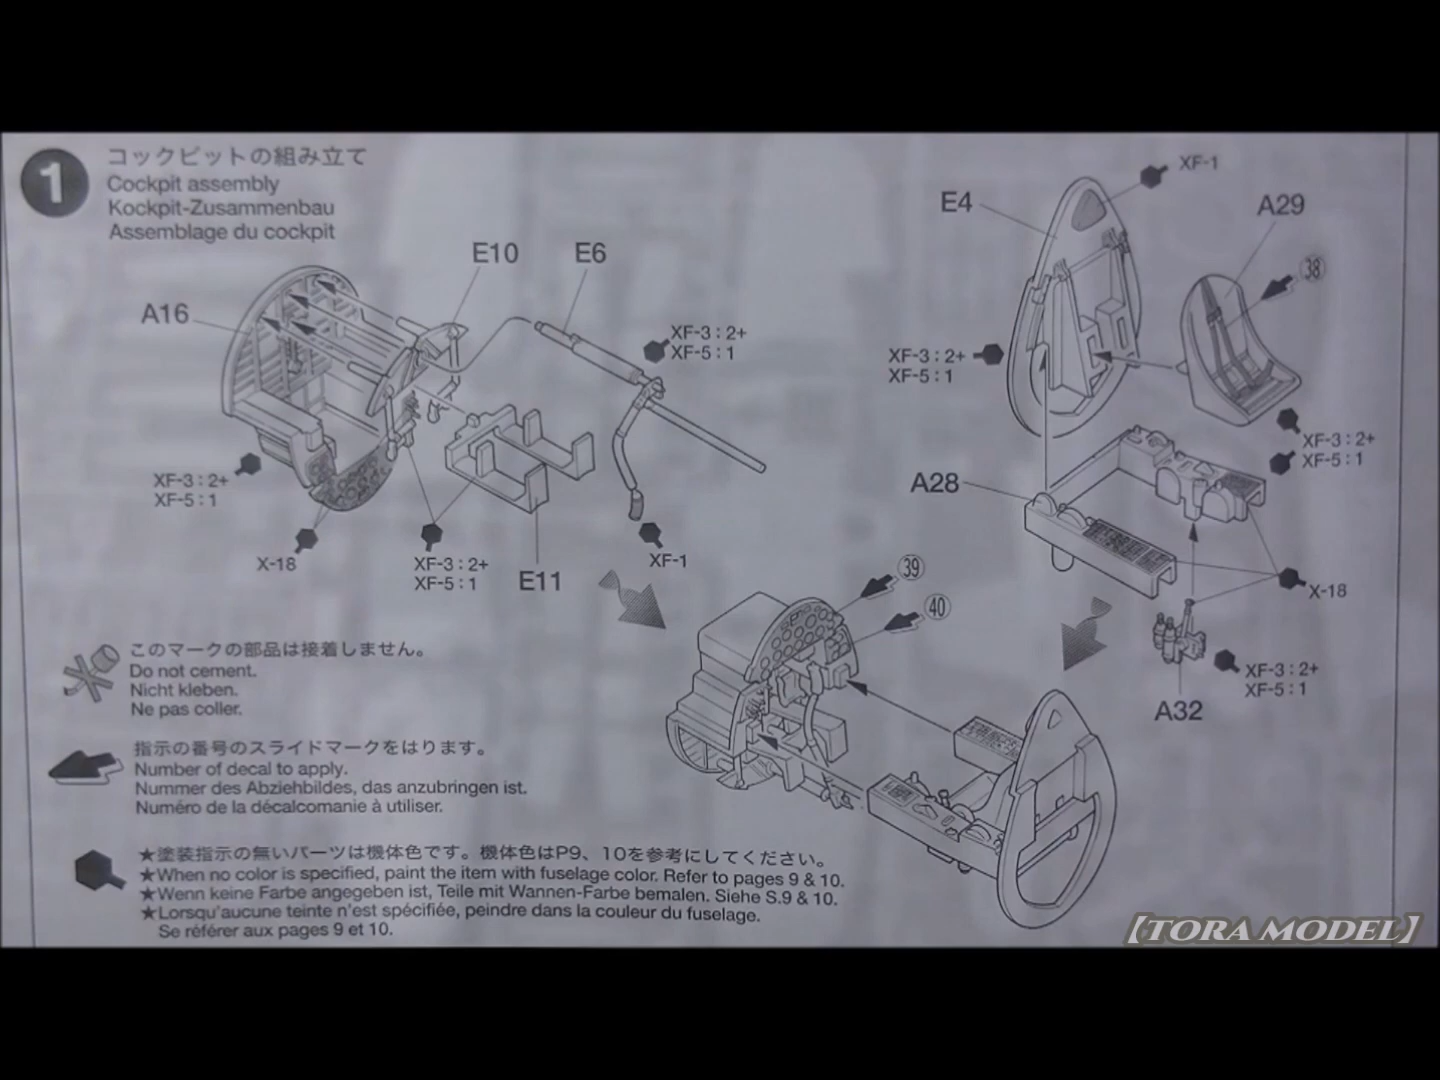 1
コックピットの組み立て
Cockpit assembly
Kockpit-Zusammenbau
Assemblage du cockpit
E10
E6
A16
XF-3 : 2+
XF-5 : 1
XF-3 : 2+
XF-5 : 1
X-18
XF-3 : 2+
XF-5 : 1
E11
XF-1
XF-1
E4
A29
38
XF-3 : 2+
XF-5 : 1
XF-3 : 2+
XF-5 : 1
A28
X-18
XF-3 : 2+
XF-5 : 1
A32
39
40
このマークの部品は接着しません。
Do not cement.
Nicht kleben.
Ne pas coller.
指示の番号のスライドマークをはります。
Number of decal to apply.
Nummer des Abziehbildes, das anzubringen ist.
Numéro de la décalcomanie à utiliser.
★塗装指示の無いパーツは機体色です。機体色はP9、10を参考にしてください。
★When no color is specified, paint the item with fuselage color. Refer to pages 9 & 10.
★Wenn keine Farbe angegeben ist, Teile mit Wannen-Farbe bemalen. Siehe S.9 & 10.
★Lorsqu'aucune teinte n'est spécifiée, peindre dans la couleur du fuselage.
Se référer aux pages 9 et 10.
【TORA MODEL】